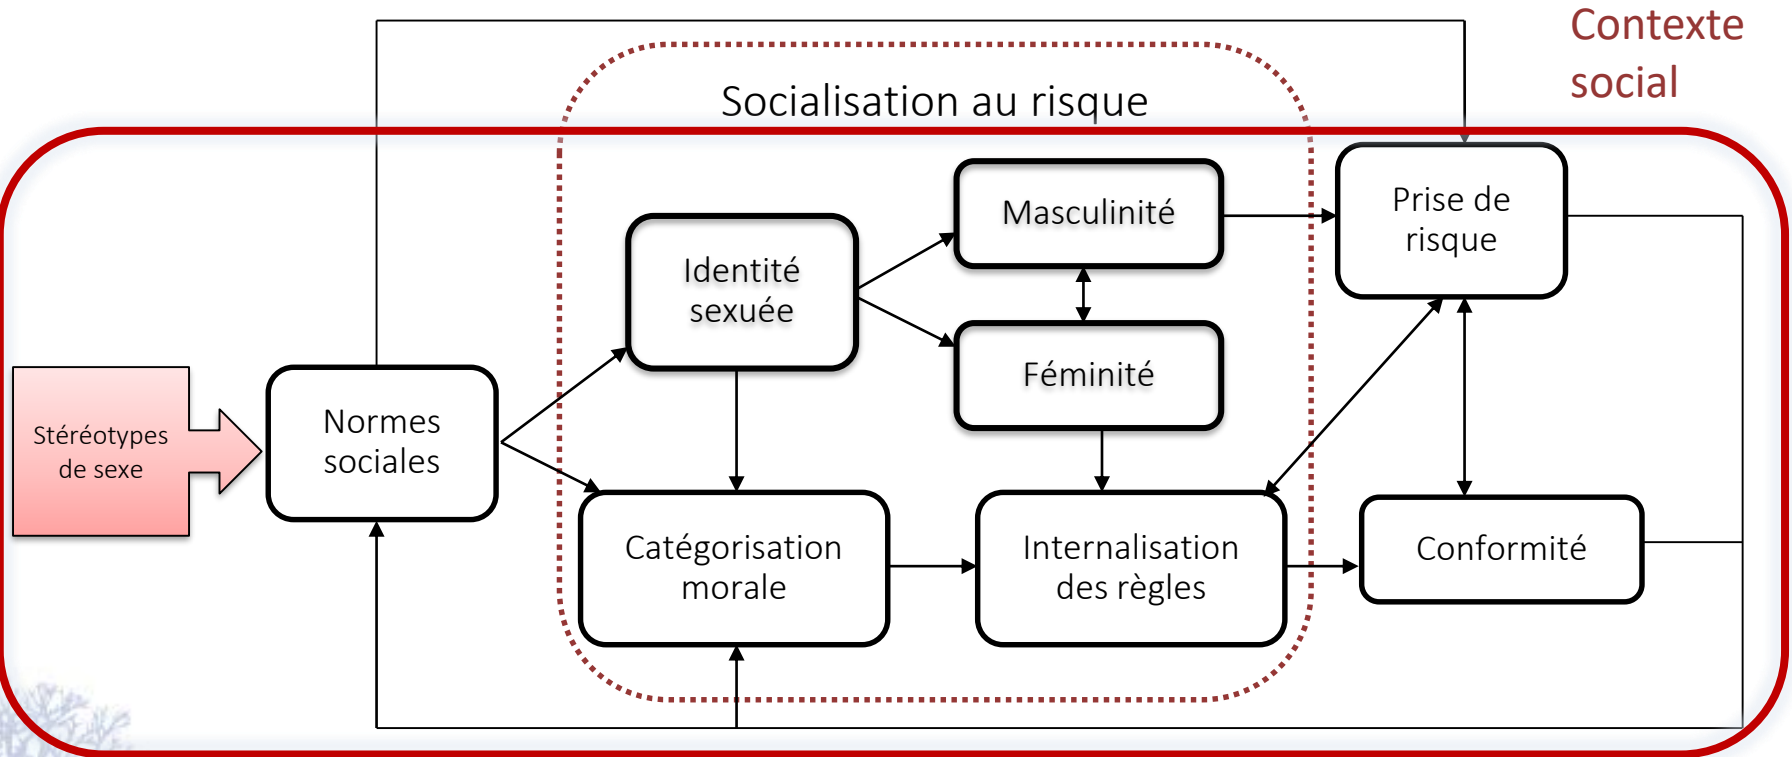 Contexte
social
Socialisation au risque
Masculinité
Prise de
risque
Identité
sexuée
Féminité
Stéréotypes
de sexe
Normes
sociales
Catégorisation
morale
Internalisation
des règles
Conformité